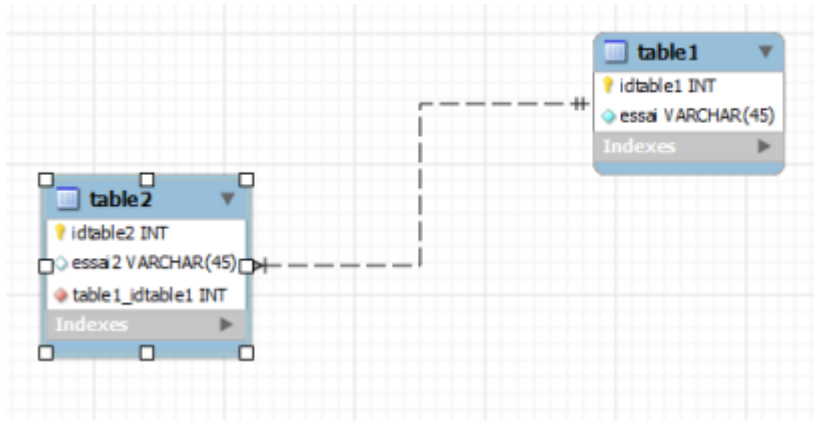 table1
idtable1 INT
essai VARCHAR(45)
Indexes
table2
idtable2 INT
essai2 VARCHAR(45)
table1_idtable1 INT
Indexes